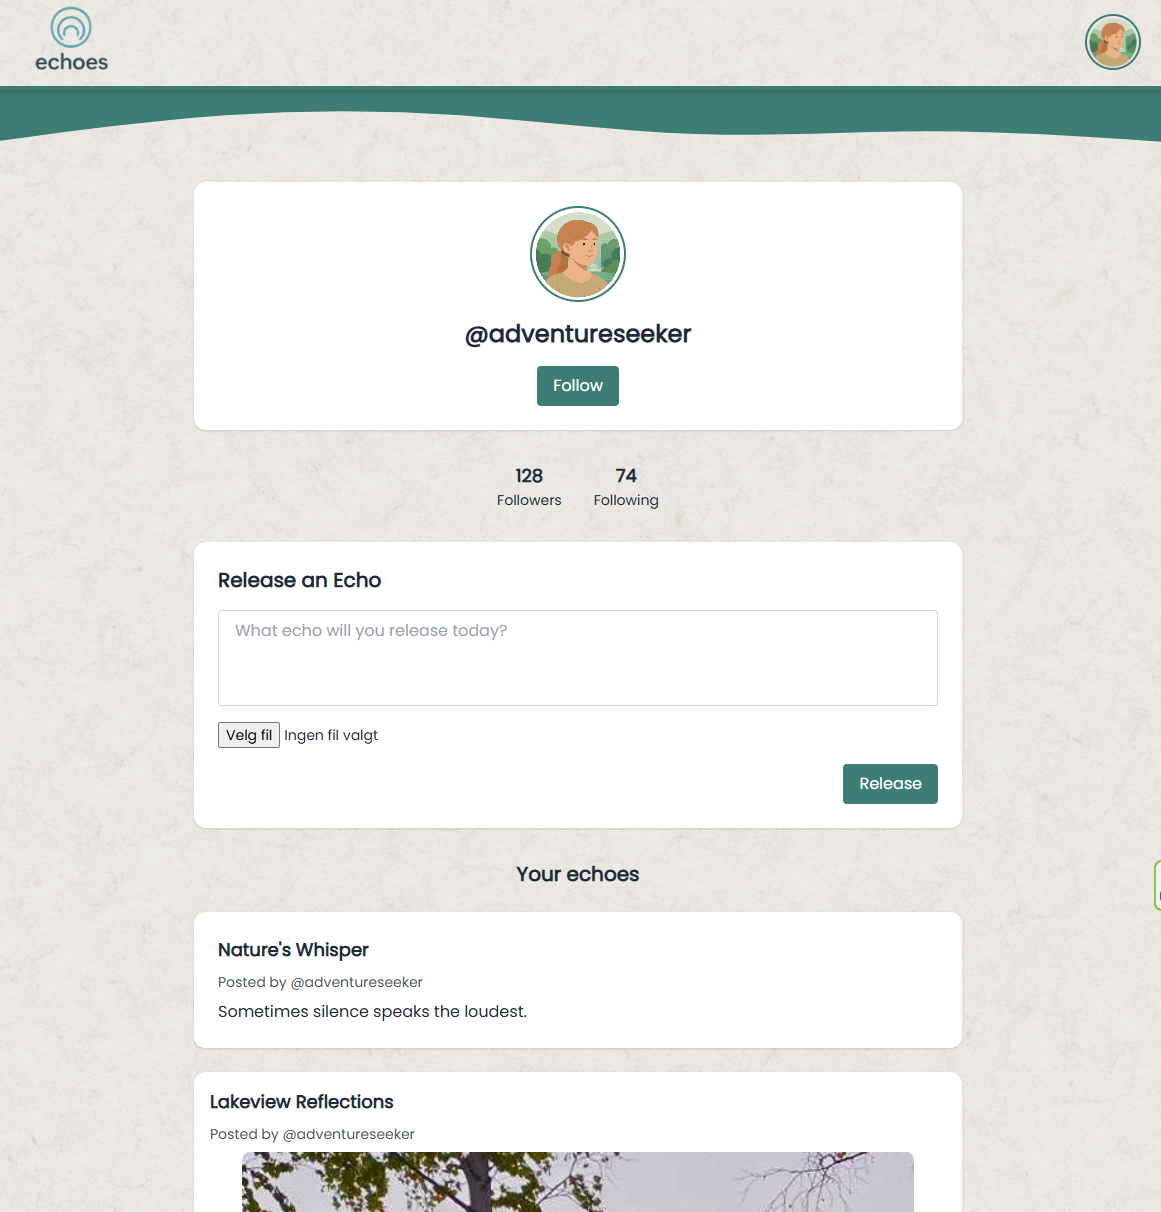 echoes
@adventureseeker
Follow
128 74
Followers Following
Release an Echo
What echo will you release today?
Velg fil Ingen fil valgt
Release
Your echoes
Nature's Whisper
Posted by @adventureseeker
Sometimes silence speaks the loudest.
Lakeview Reflections
Posted by @adventureseeker